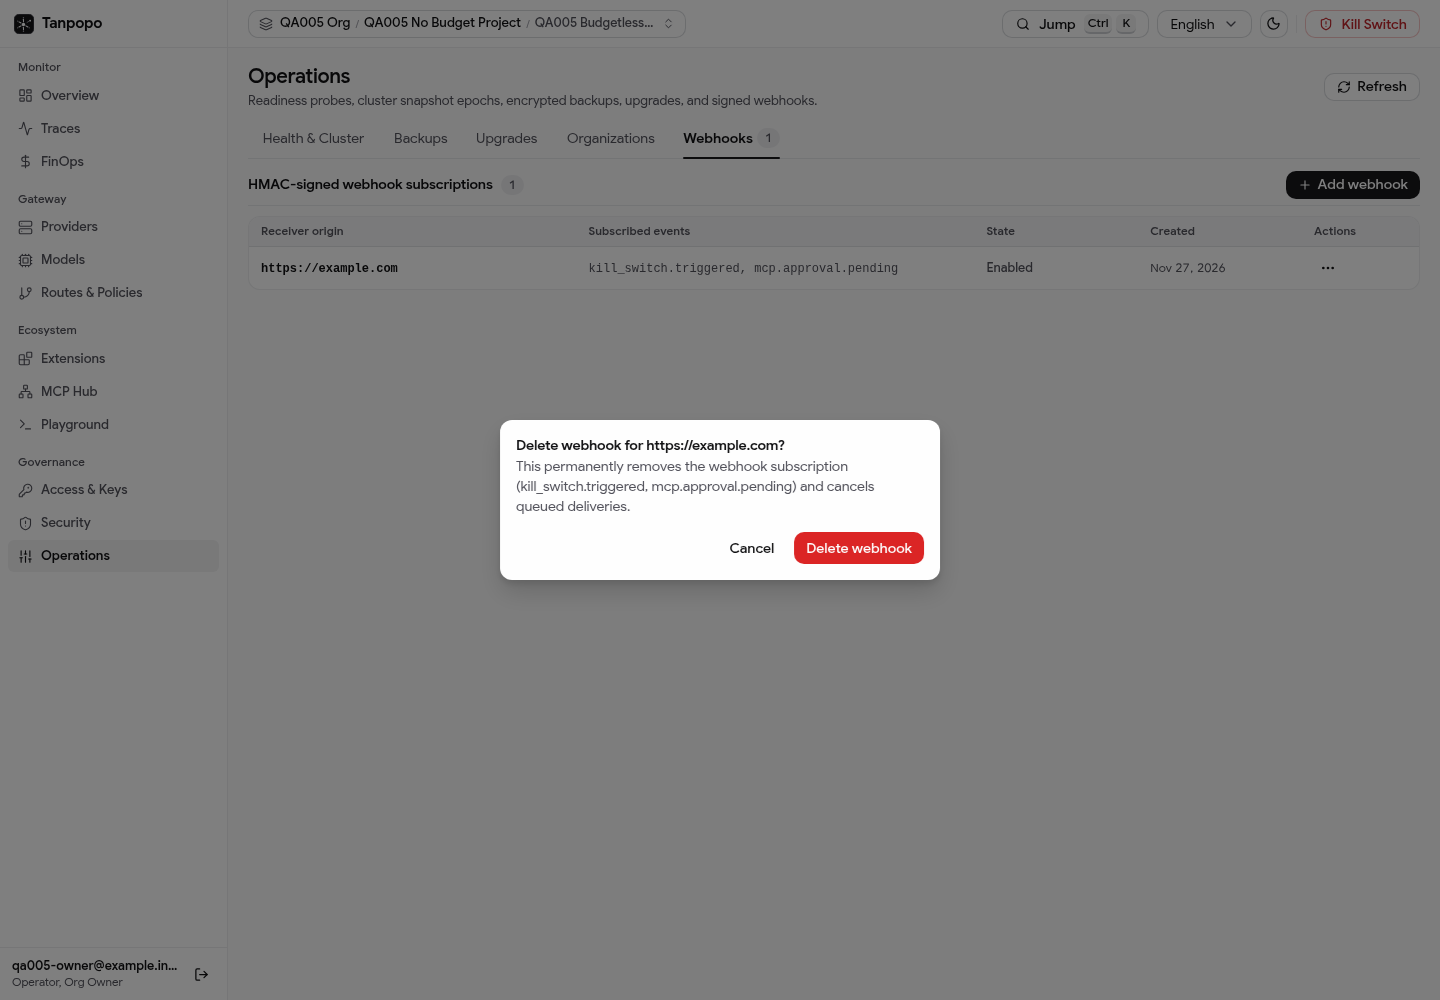 Tanpopo
QA005 Org / QA005 No Budget Project / QA005 Budgetless...
Jump Ctrl K
English
Kill Switch
Monitor
Overview
Traces
FinOps
Gateway
Providers
Models
Routes & Policies
Ecosystem
Extensions
MCP Hub
Playground
Governance
Access & Keys
Security
Operations
qa005-owner@example.in...
Operator, Org Owner
Operations
Readiness probes, cluster snapshot epochs, encrypted backups, upgrades, and signed webhooks.
Refresh
Health & Cluster Backups Upgrades Organizations Webhooks 1
HMAC-signed webhook subscriptions 1
Add webhook
Receiver origin Subscribed events State Created Actions
https://example.com kill_switch.triggered, mcp.approval.pending Enabled Nov 27, 2026
Delete webhook for https://example.com?
This permanently removes the webhook subscription
(kill_switch.triggered, mcp.approval.pending) and cancels
queued deliveries.
Cancel Delete webhook